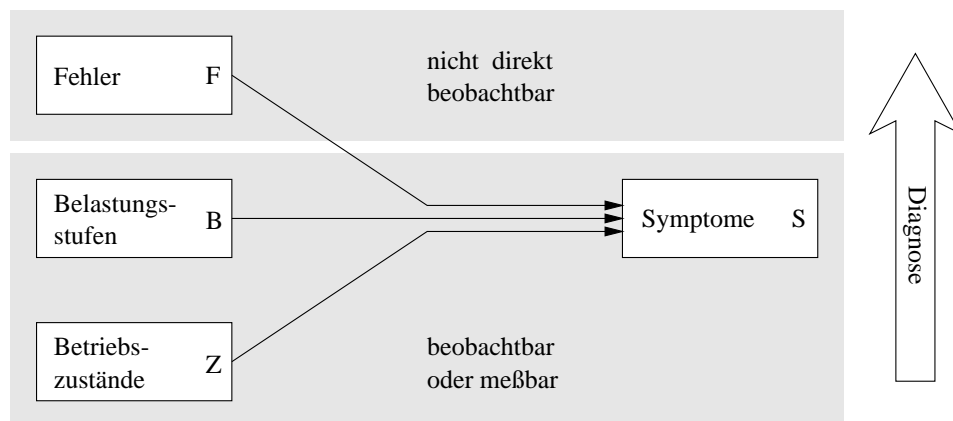 Fehler F
nicht direkt
beobachtbar
Belastungs-
stufen
B
Symptome S
Betriebs-
zustände
Z
beobachtbar
oder meßbar
Diagnose